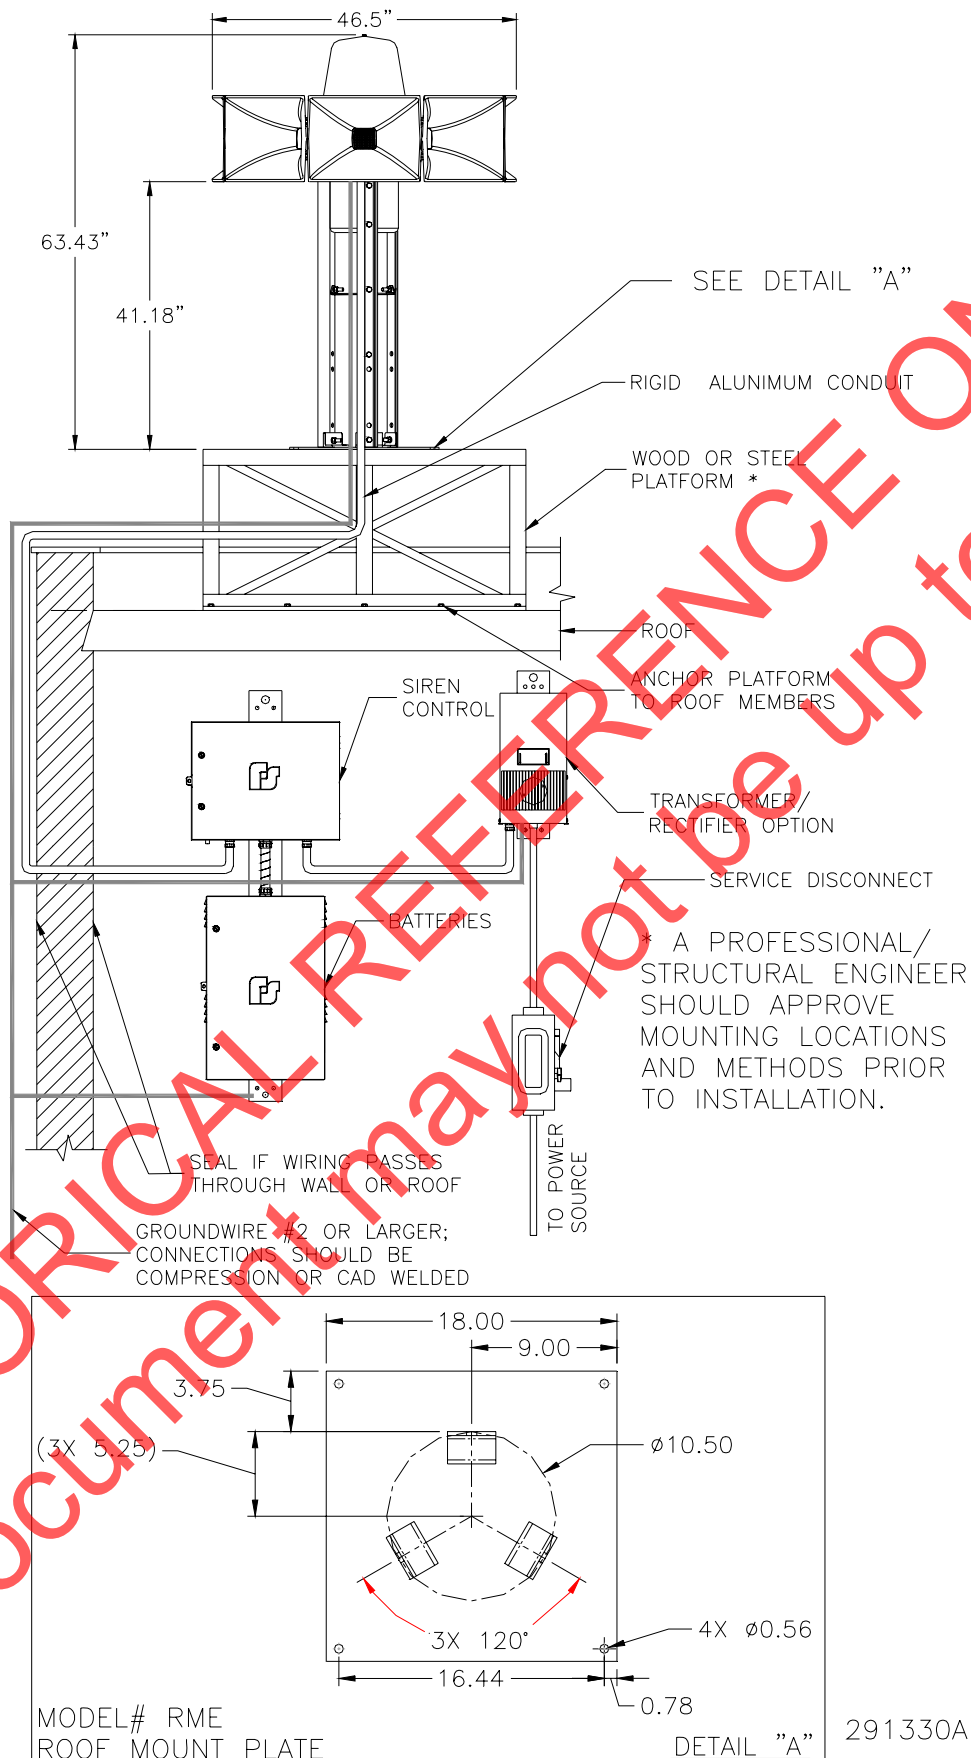 46.5”
63.43”
41.18”
SEE DETAIL ”A”
RIGID ALUNIMUM CONDUIT
WOOD OR STEEL
PLATFORM *
ROOF
ANCHOR PLATFORM
TO ROOF MEMBERS
SIREN
CONTROL
TRANSFORMER/
RECTIFIER OPTION
SERVICE DISCONNECT
BATTERIES
* A PROFESSIONAL/
STRUCTURAL ENGINEER
SHOULD APPROVE
MOUNTING LOCATIONS
AND METHODS PRIOR
TO INSTALLATION.
SEAL IF WIRING PASSES
THROUGH WALL OR ROOF
TO POWER
SOURCE
GROUNDWIRE #2 OR LARGER;
CONNECTIONS SHOULD BE
COMPRESSION OR CAD WELDED
18.00
9.00
3.75
(3X 5.25)
ø10.50
3X 120°
4X ø0.56
16.44
0.78
MODEL# RME
ROOF MOUNT PLATE
DETAIL ”A”
291330A
ORICAL REFERENCE ON
ocument may not be up to